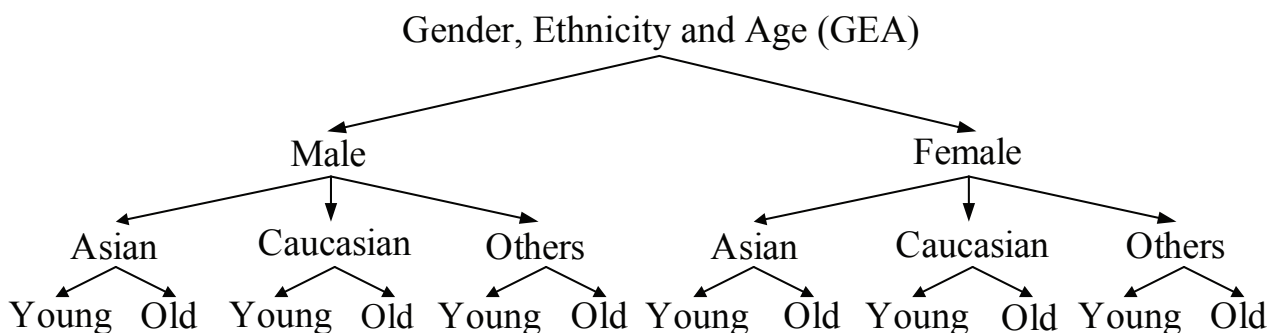 Gender, Ethnicity and Age (GEA)
Male Female
Asian Caucasian Others Asian Caucasian Others
Young Old Young Old Young Old Young Old Young Old Young Old